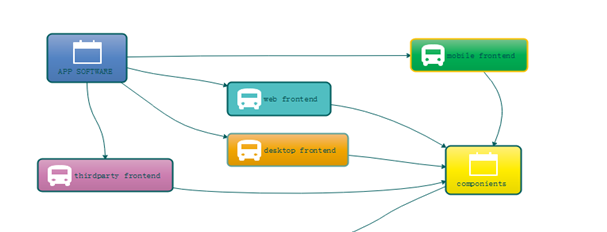 mobile frontend
APP SOFTWARE
web frontend
desktop frontend
thirdparty frontend
componients